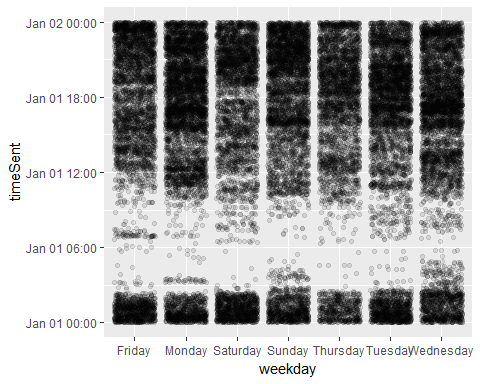 Jan 02 00:00
Jan 01 18:00
Jan 01 12:00
Jan 01 06:00
Jan 01 00:00
timeSent
Friday Monday Saturday Sunday Thursday Tuesday Wednesday
weekday